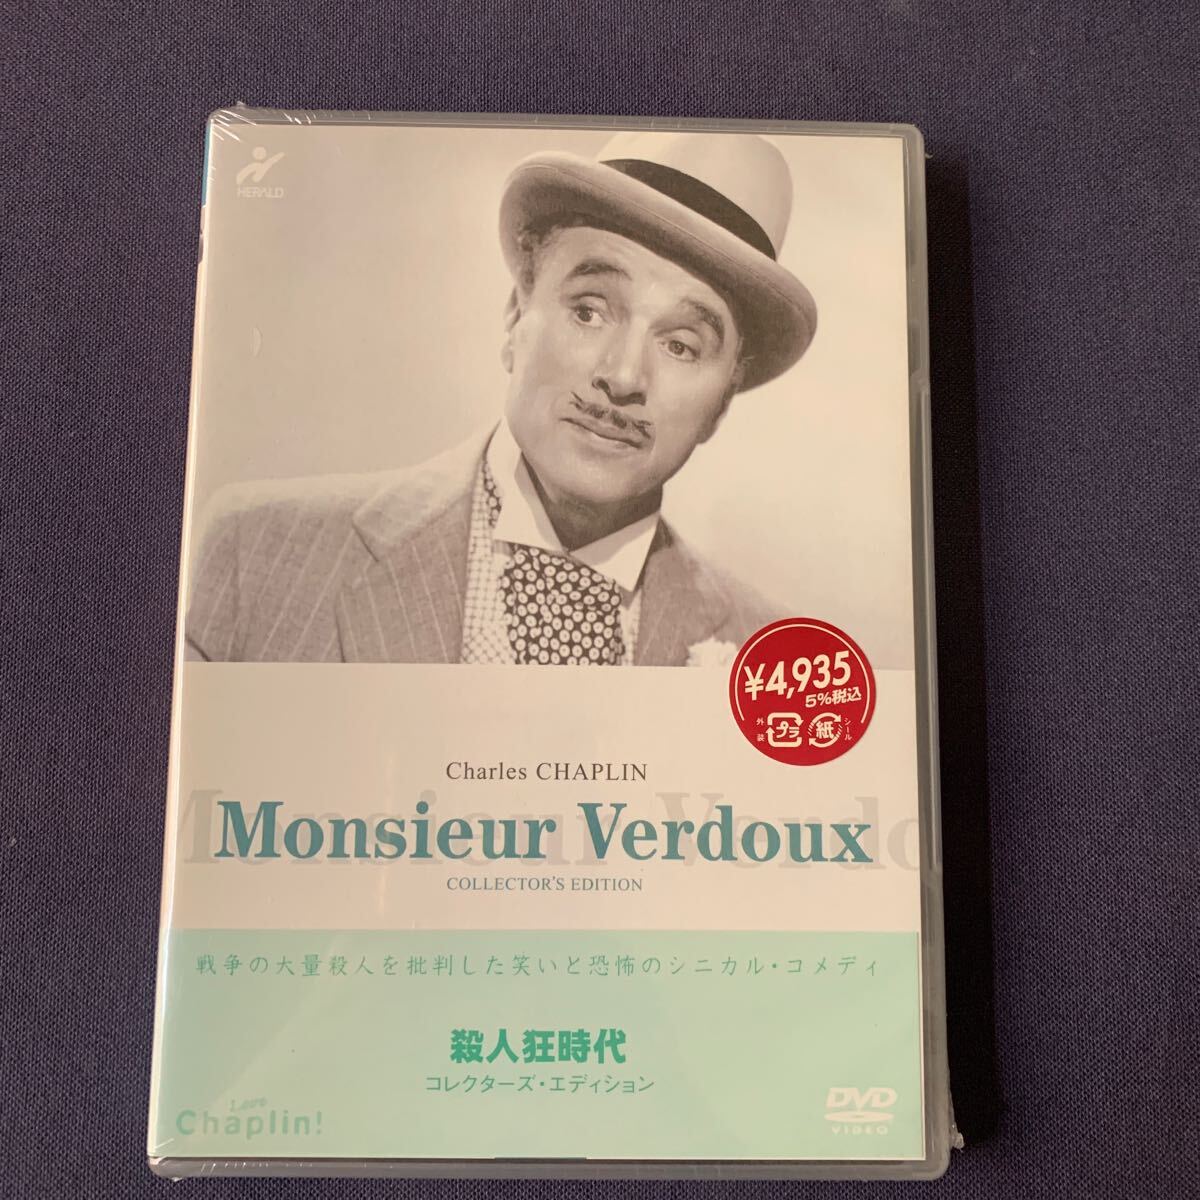 HERALD
¥4,935
5%税込
外装 プラ 紙 シール
Charles CHAPLIN
Monsieur Verdoux
COLLECTOR'S EDITION
戦争の大量殺人を批判した笑いと恐怖のシニカル・コメディ
殺人狂時代
コレクターズ・エディション
Love
Chaplin!
DVD
VIDEO